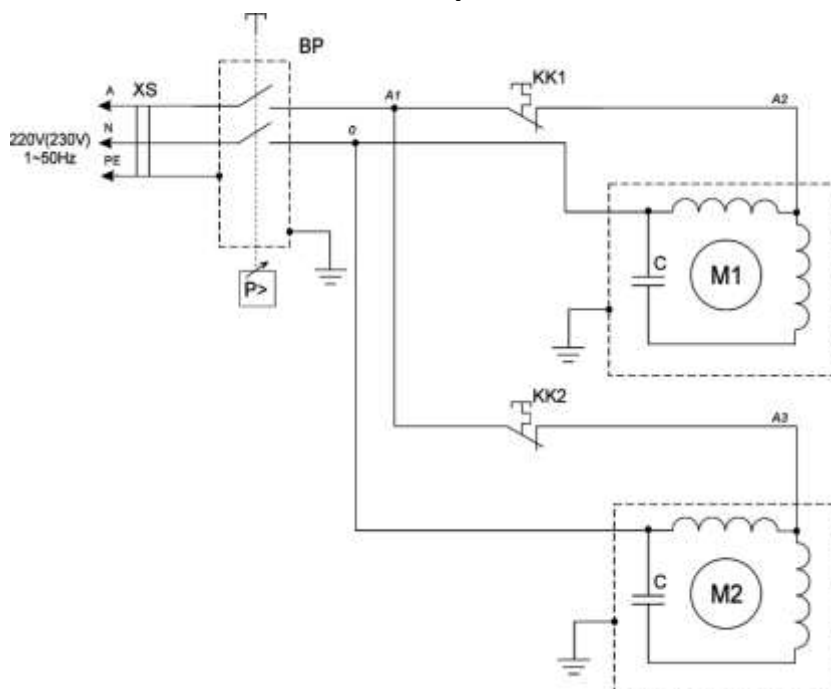 BP
A XS
A1
KK1
A2
220V(230V)
1~50Hz
N
0
PE
P>
C
M1
KK2
A3
C
M2